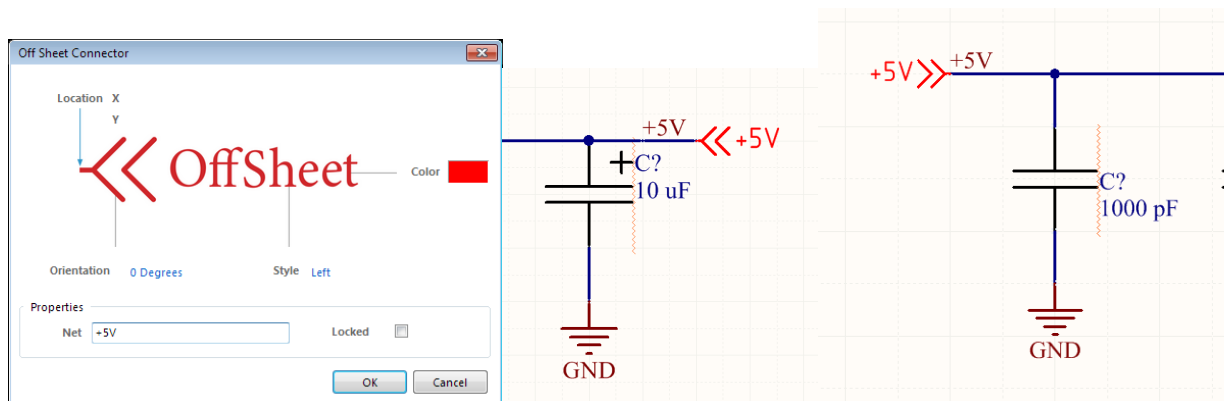 Off Sheet Connector
Location X
Y
OffSheet
Color
Orientation 0 Degrees
Style Left
Properties
Net +5V
Locked
OK
Cancel
+5V
+5V
C?
10 uF
GND
+5V
+5V
C?
1000 pF
GND